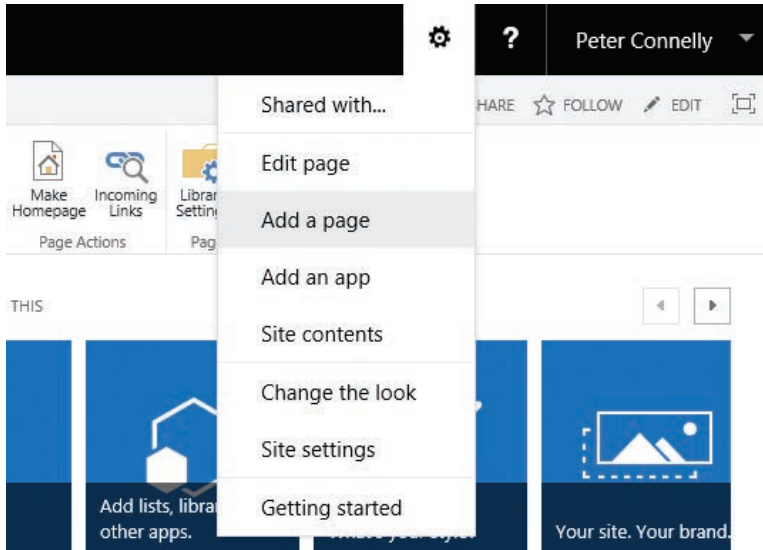 ?
Peter Connelly
Shared with...
HARE
FOLLOW
EDIT
Edit page
Make
Homepage
Incoming
Links
Page Actions
Pag
Add a page
Add an app
THIS
Site contents
Change the look
Site settings
Getting started
Add lists,
other apps.
Your site. Your brand.